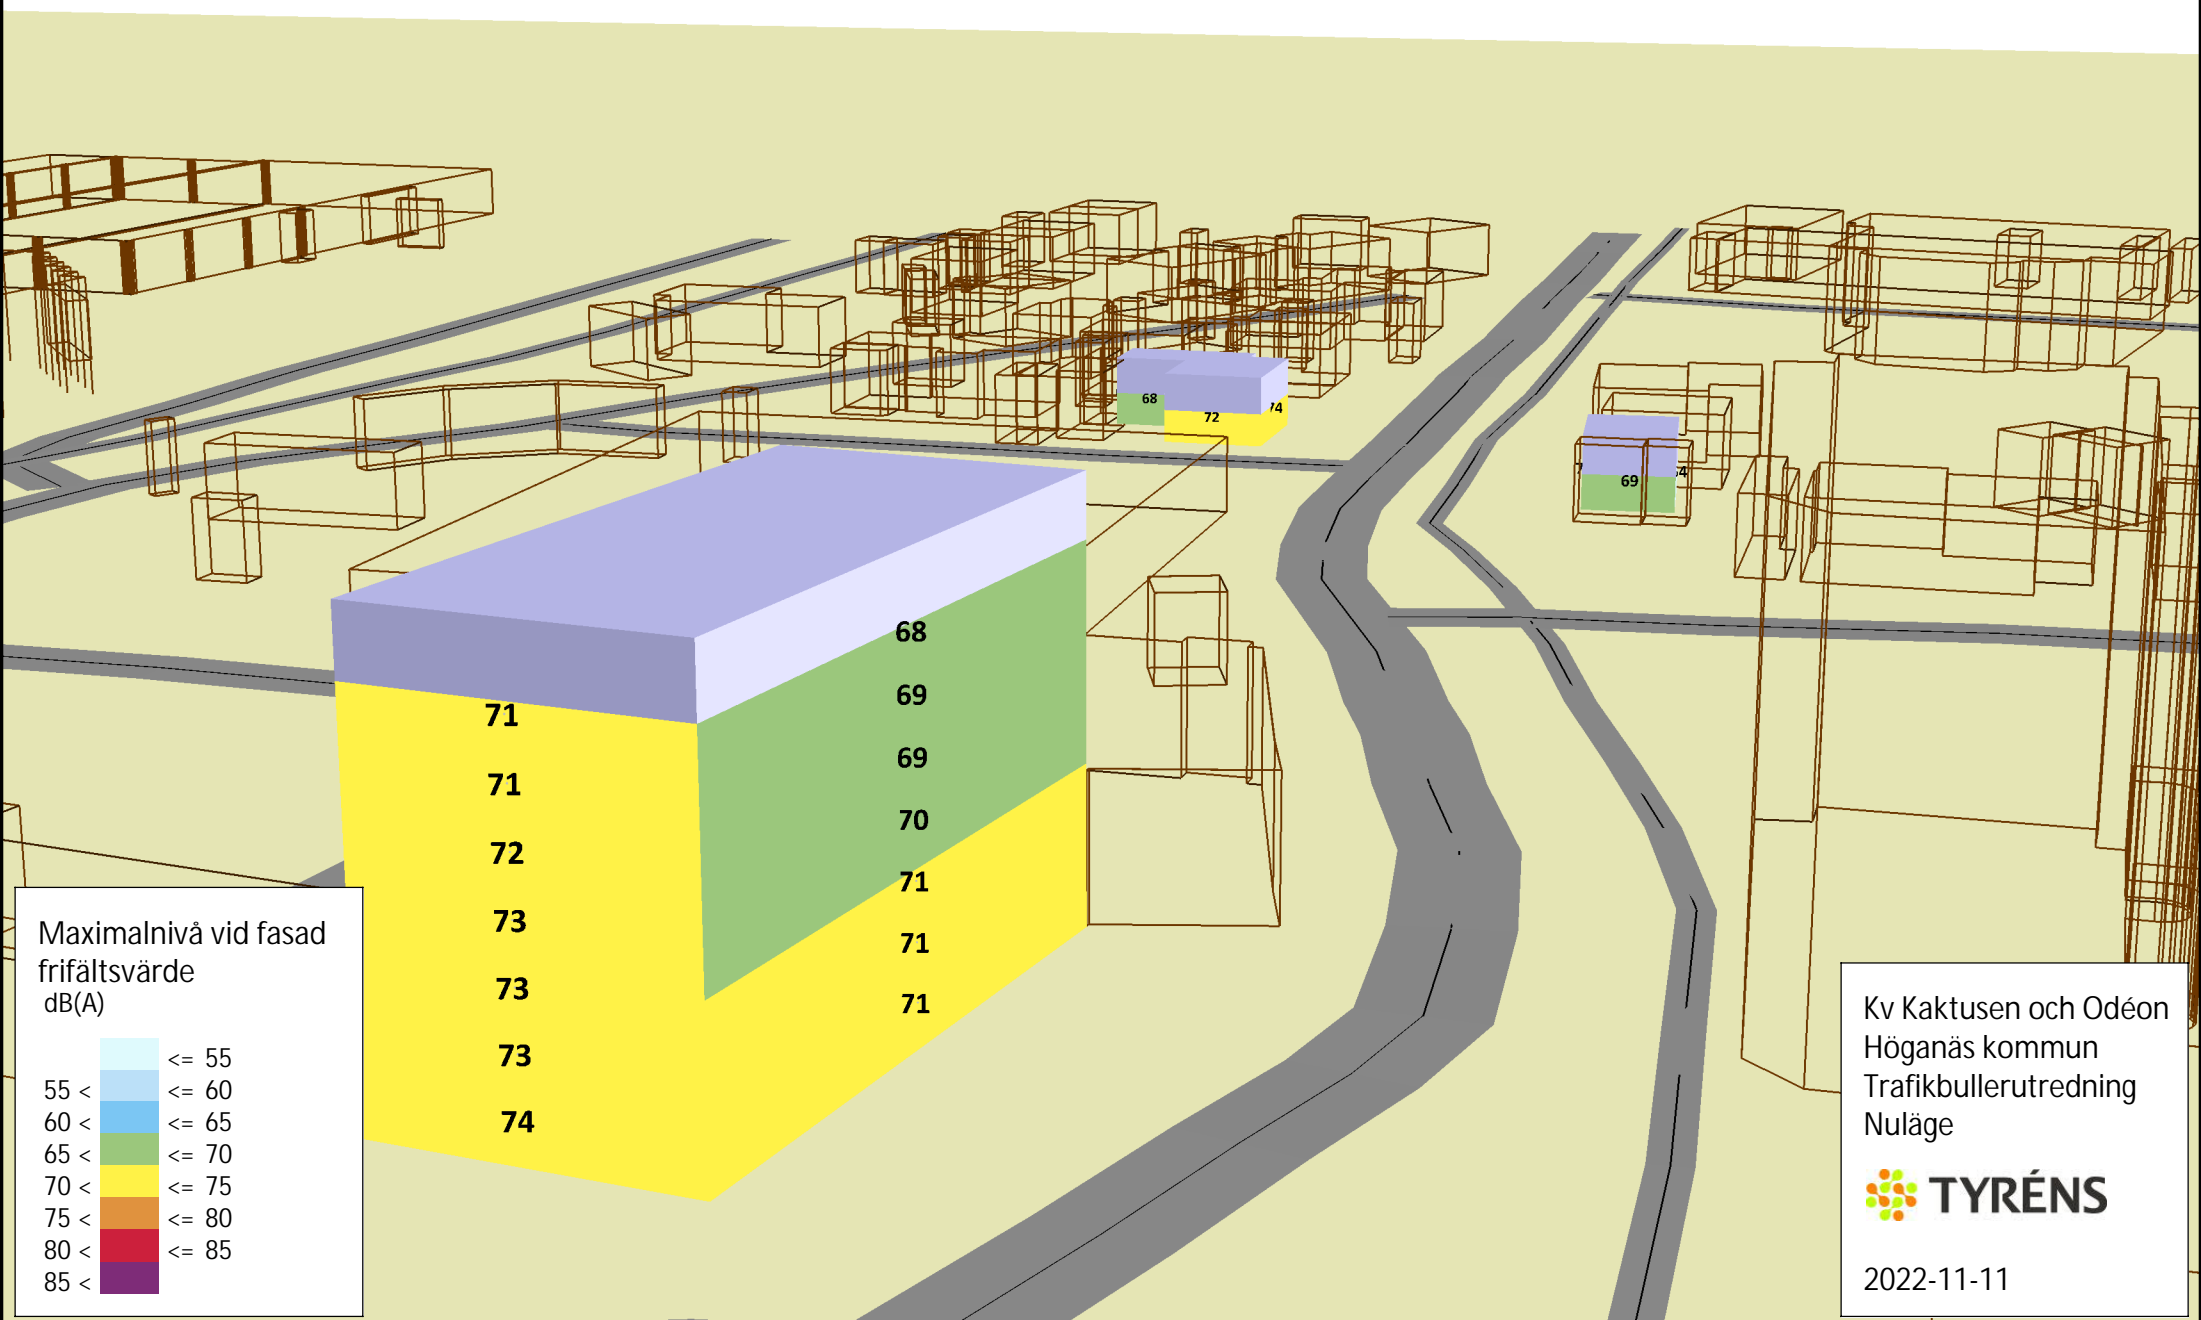 68
72
74
69
68
69
69
70
71
71
71
71
71
72
73
73
73
74
Maximalnivå vid fasad
frifältsvärde
dB(A)
<= 55
55 < <= 60
60 < <= 65
65 < <= 70
70 < <= 75
75 < <= 80
80 < <= 85
85 <
Kv Kaktusen och Odéon
Höganäs kommun
Trafikbullerutredning
Nuläge
TYRÉNS
2022-11-11